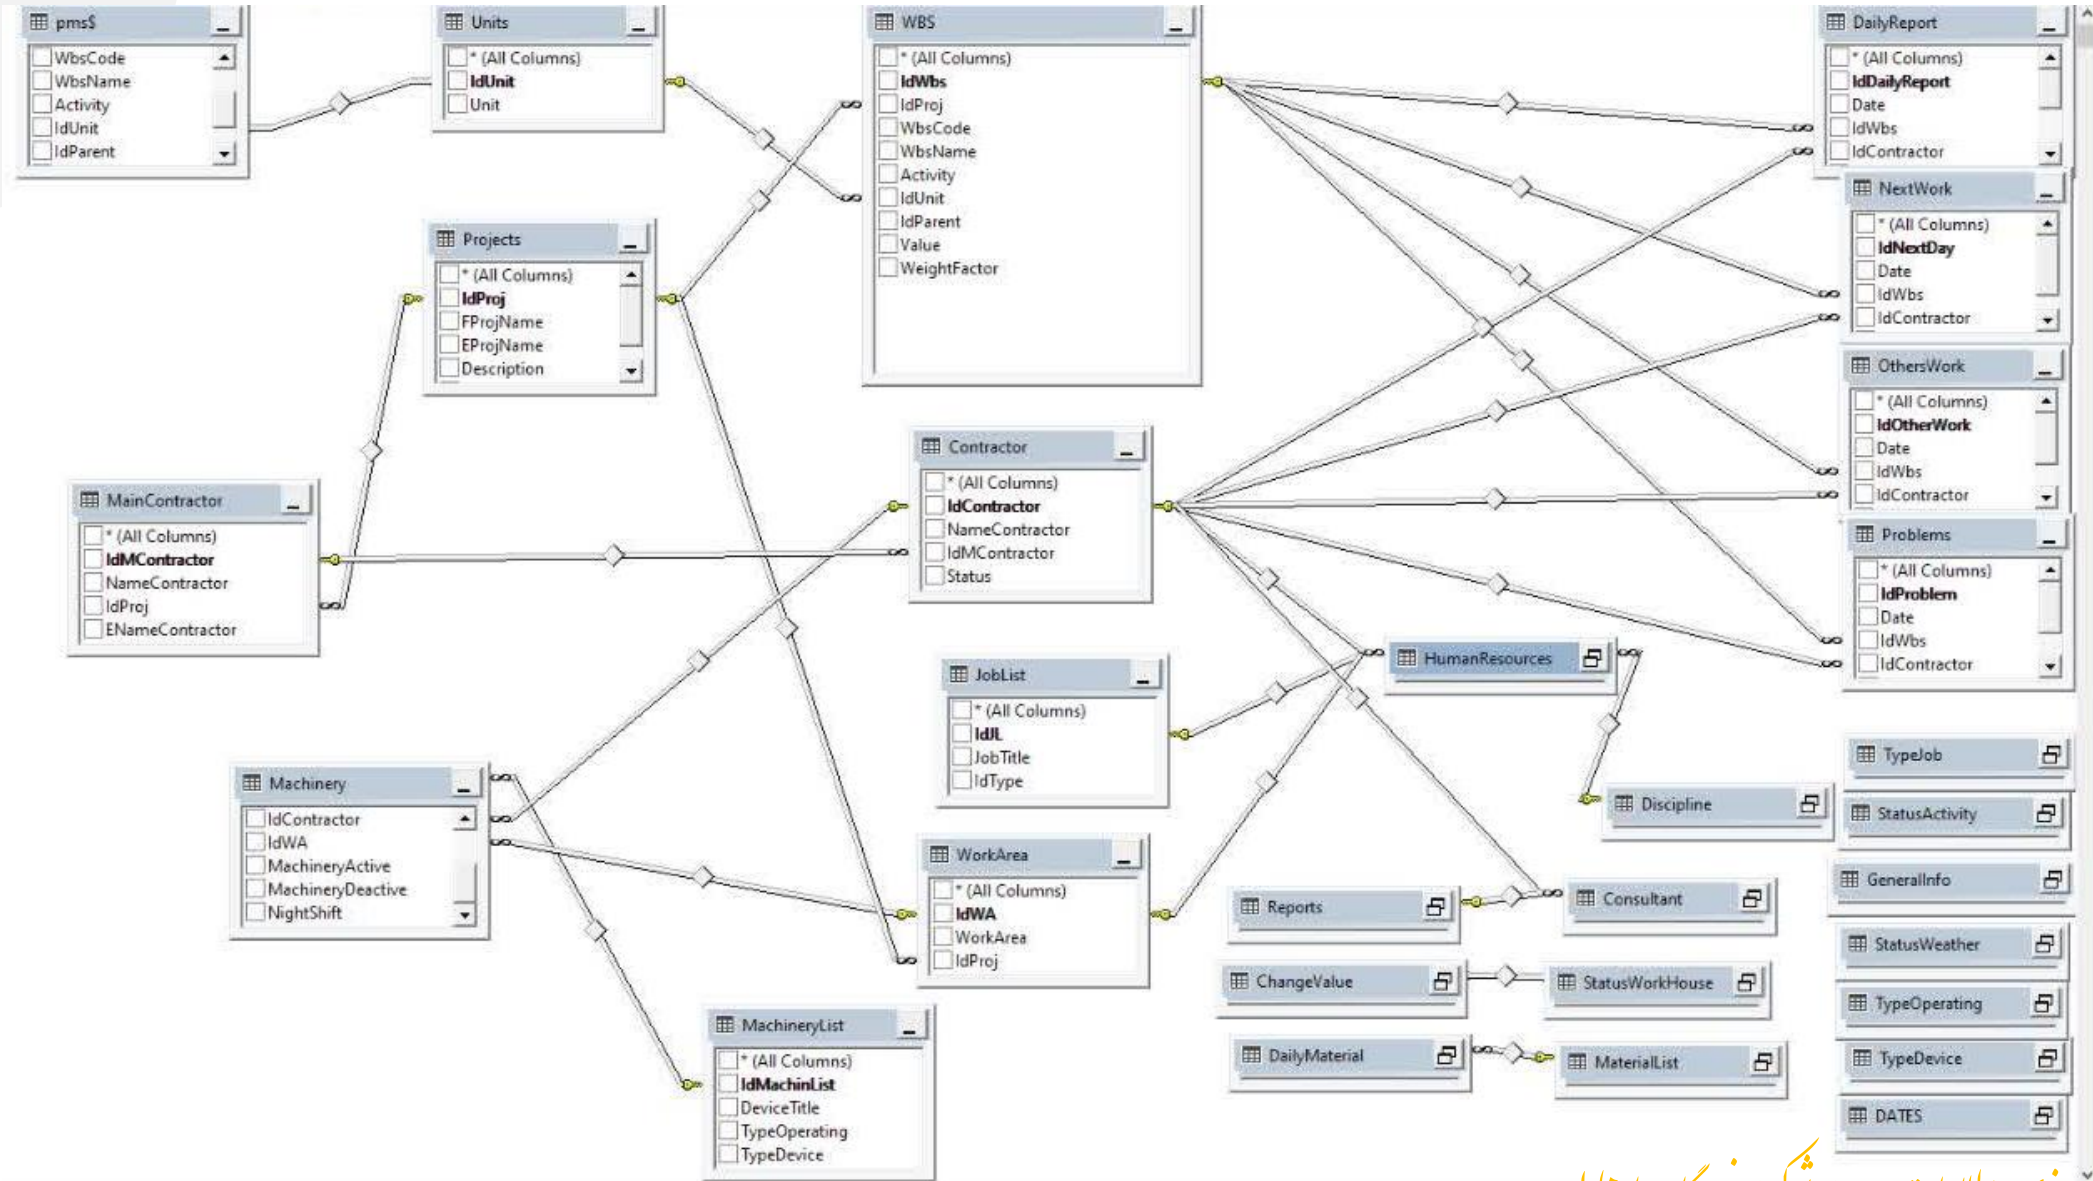 pms$
WbsCode
WbsName
Activity
IdUnit
IdParent
Units
* (All Columns)
IdUnit
Unit
WBS
* (All Columns)
IdWbs
IdProj
WbsCode
WbsName
Activity
IdUnit
IdParent
Value
WeightFactor
DailyReport
* (All Columns)
IdDailyReport
Date
IdWbs
IdContractor
NextWork
* (All Columns)
IdNextDay
Date
IdWbs
IdContractor
Projects
* (All Columns)
IdProj
FProjName
EProjName
Description
OthersWork
* (All Columns)
IdOtherWork
Date
IdWbs
IdContractor
MainContractor
* (All Columns)
IdMContractor
NameContractor
IdProj
ENameContractor
Contractor
* (All Columns)
IdContractor
NameContractor
IdMContractor
Status
Problems
* (All Columns)
IdProblem
Date
IdWbs
IdContractor
JobList
* (All Columns)
IdJL
JobTitle
IdType
HumanResources
Discipline
TypeJob
StatusActivity
GeneralInfo
StatusWeather
TypeOperating
TypeDevice
DATES
Machinery
IdContractor
IdWA
MachineryActive
MachineryDeactive
NightShift
WorkArea
* (All Columns)
IdWA
WorkArea
IdProj
Reports
Consultant
ChangeValue
StatusWorkHouse
DailyMaterial
MaterialList
MachineryList
* (All Columns)
IdMachinList
DeviceTitle
TypeOperating
TypeDevice